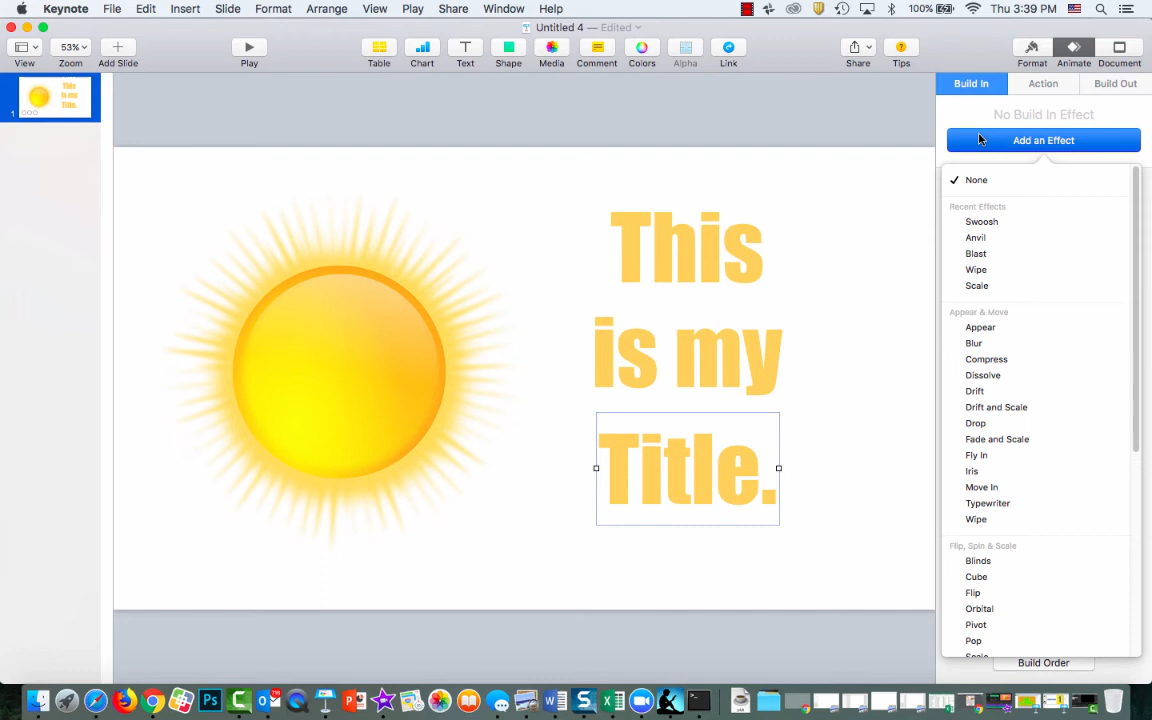 Keynote File Edit Insert Slide Format Arrange View Play Share Window Help 100% Thu 3:39 PM
Untitled 4 — Edited
53%
View Zoom Add Slide Play Table Chart Text Shape Media Comment Colors Alpha Link Share Tips Format Animate Document
Build In Action Build Out
No Build In Effect
Add an Effect
None
Recent Effects
Swoosh
Anvil
Blast
Wipe
Scale
Appear & Move
Appear
Blur
Compress
Dissolve
Drift
Drift and Scale
Drop
Fade and Scale
Fly In
Iris
Move In
Typewriter
Wipe
Flip, Spin & Scale
Blinds
Cube
Flip
Orbital
Pivot
Pop
Scale
Build Order
This
is my
Title.
1
This
is my
Title.
Ps